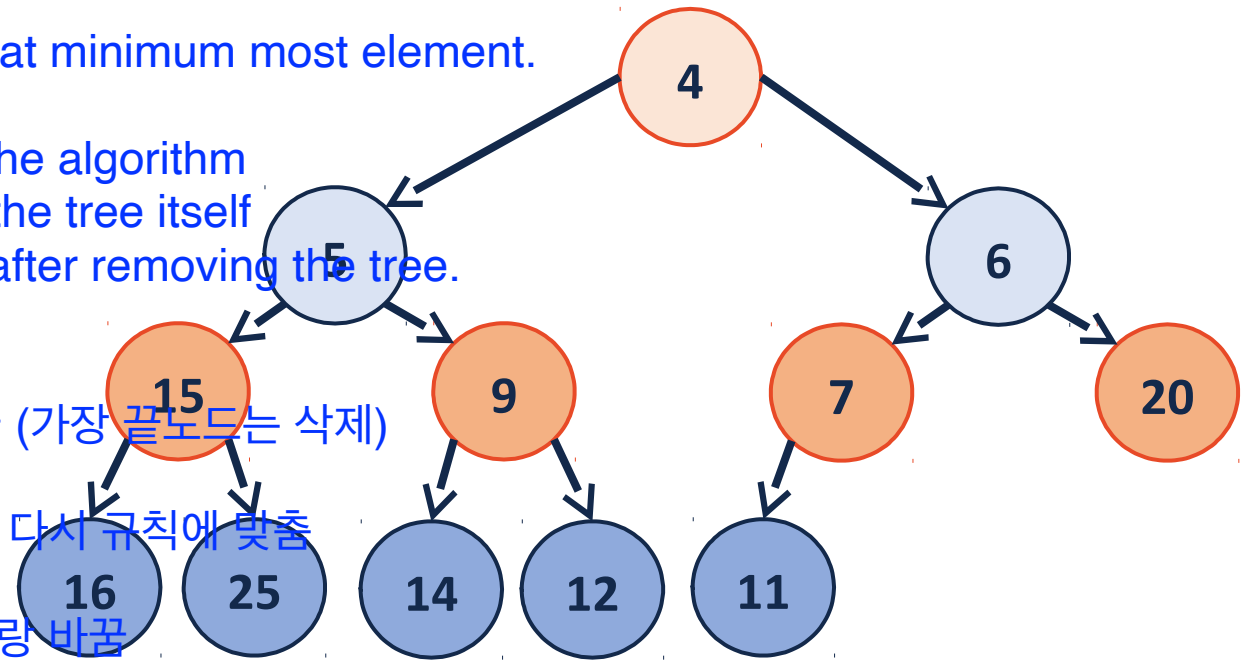 at minimum most element.
4
he algorithm
the tree itself
after removing the tree.
5
6
15
9
7
20
(가장 끝노드는 삭제)
다시 규칙에 맞춤
16
25
14
12
11
랑 바꿈